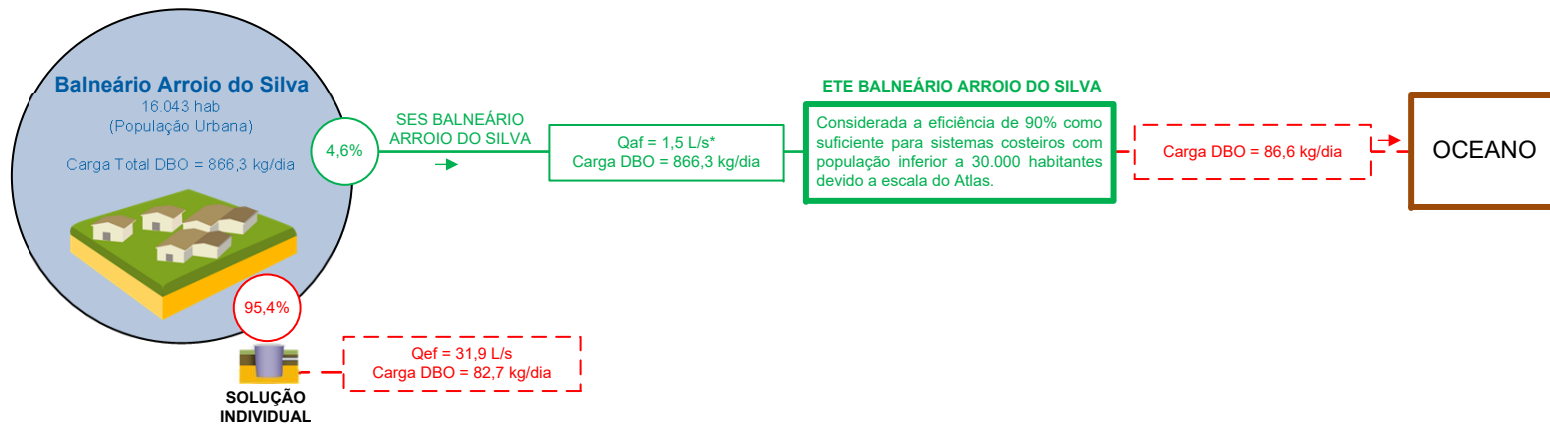 Balneário Arroio do Silva
16.043 hab
(População Urbana)
Carga Total DBO = 866,3 kg/dia
4,6%
SES BALNEÁRIO
ARROIO DO SILVA
Qaf = 1,5 L/s*
Carga DBO = 866,3 kg/dia
ETE BALNEÁRIO ARROIO DO SILVA
Considerada a eficiência de 90% como
suficiente para sistemas costeiros com
população inferior a 30.000 habitantes
devido a escala do Atlas.
Carga DBO = 86,6 kg/dia
OCEANO
95,4%
SOLUÇÃO
INDIVIDUAL
Qef = 31,9 L/s
Carga DBO = 82,7 kg/dia